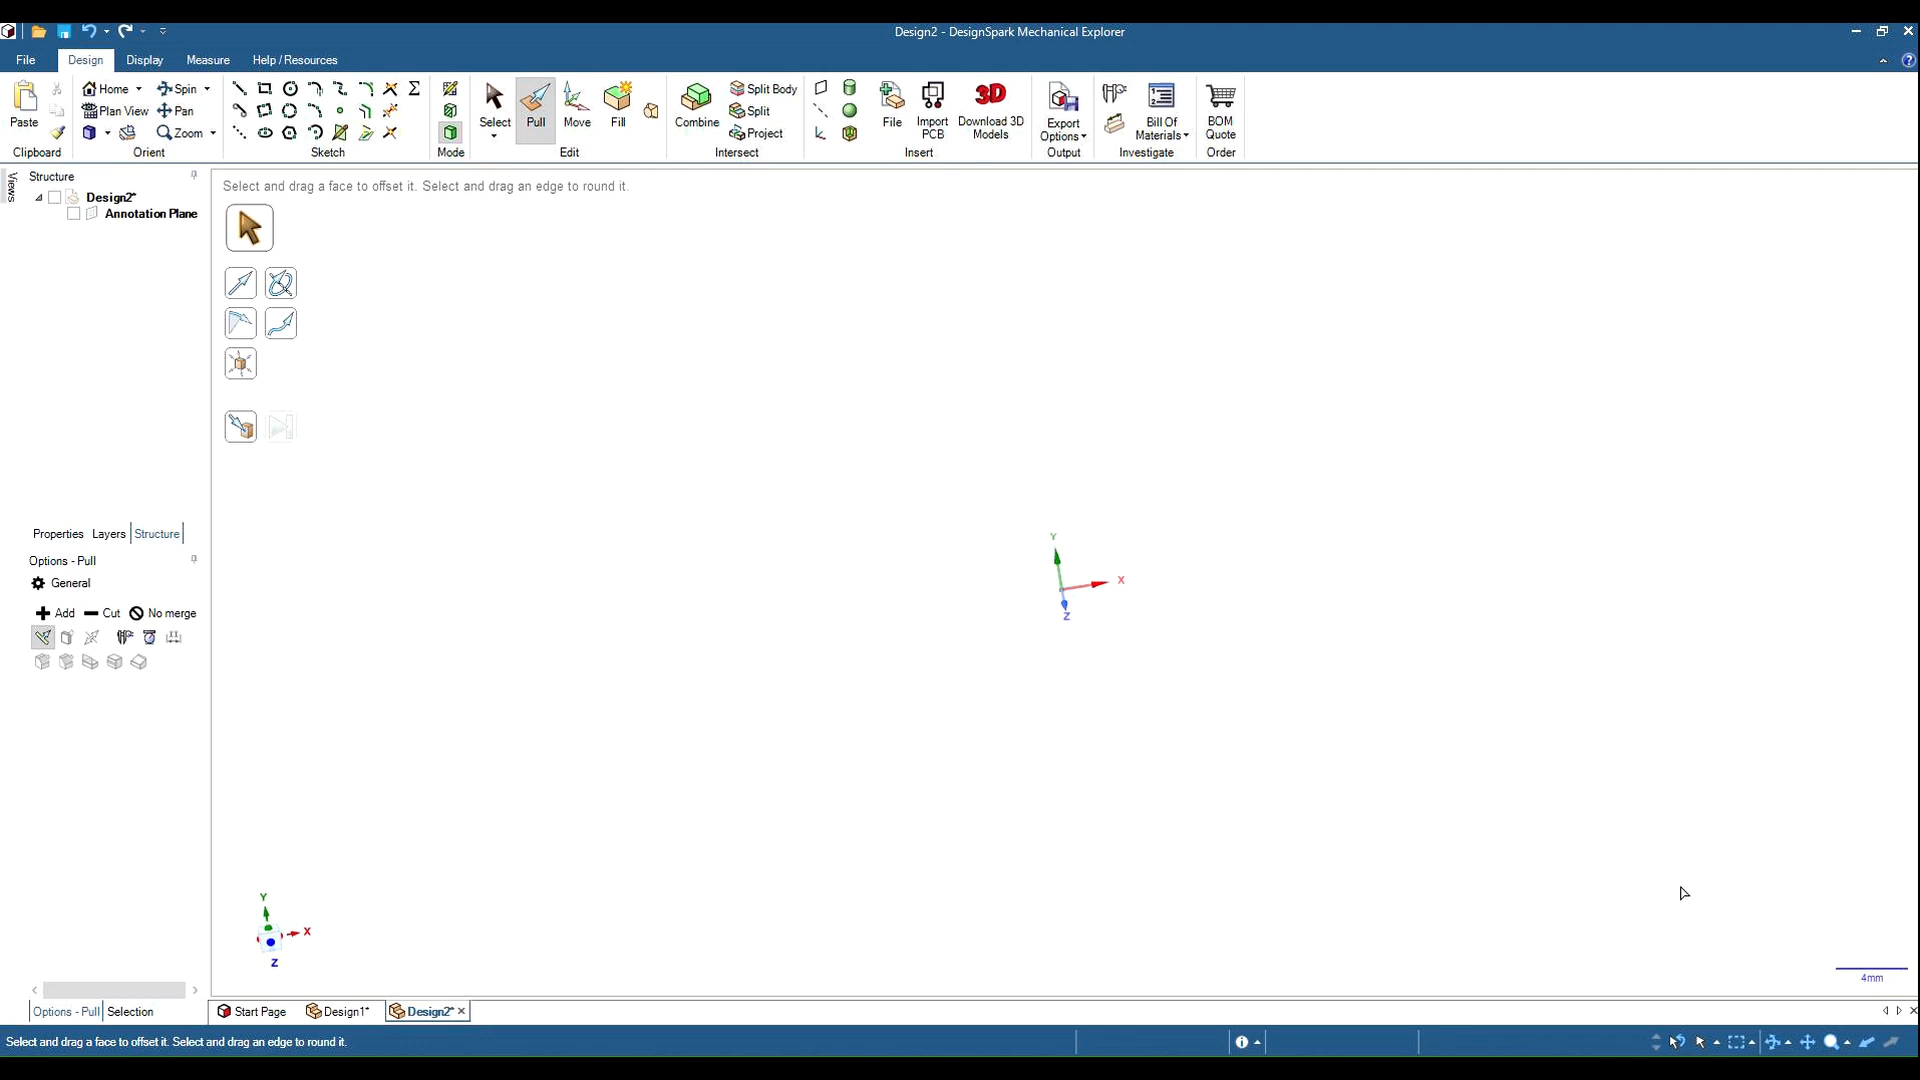 Design2 - DesignSpark Mechanical Explorer
File Design Display Measure Help / Resources
Paste
Clipboard
Home Spin
Plan View Pan
Zoom
Orient
Sketch
Mode
Select Pull Move Fill
Edit
Combine
Split Body
Split
Project
Intersect
File Import PCB Download 3D Models
3D
Insert
Export Options
Output
Bill Of Materials
Investigate
BOM Quote
Order
Views
Structure
Design2*
Annotation Plane
Select and drag a face to offset it. Select and drag an edge to round it.
Y
X
Z
Properties Layers Structure
Options - Pull
General
Add Cut No merge
Y
X
Z
4mm
Options - Pull Selection
Start Page Design1* Design2*
Select and drag a face to offset it. Select and drag an edge to round it.